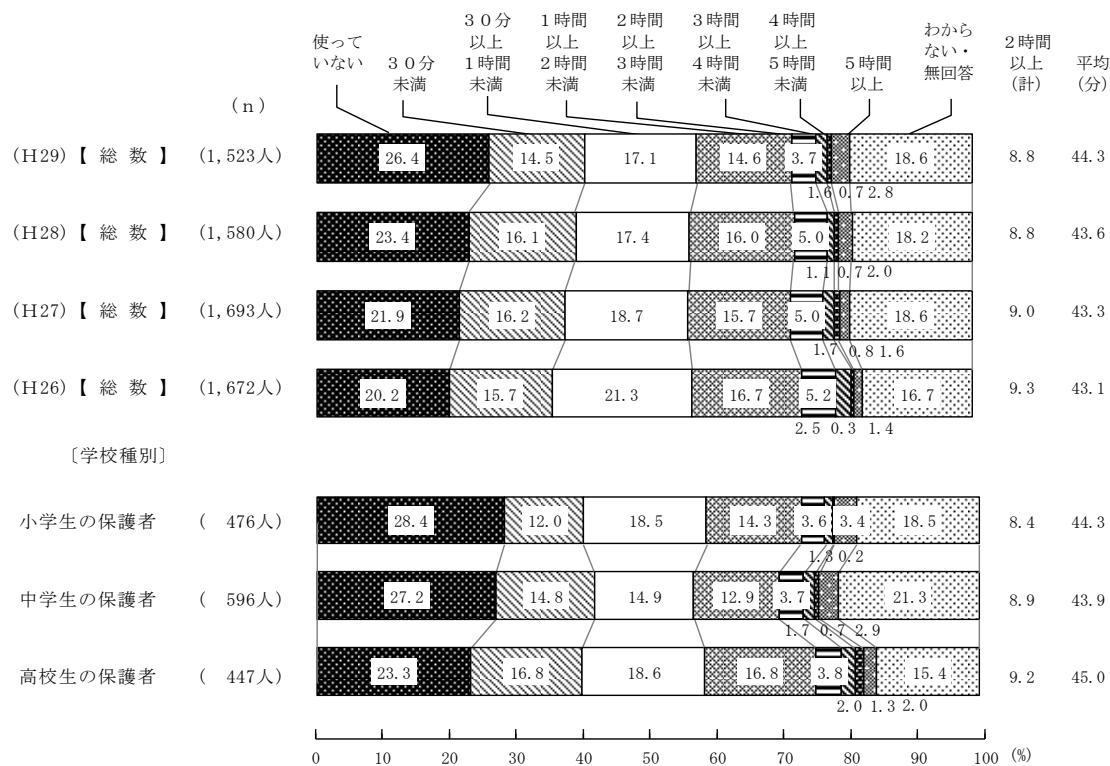 使って
いない
３０分
未満
３０分
以上
１時間
未満
１時間
以上
２時間
未満
２時間
以上
３時間
未満
３時間
以上
４時間
未満
４時間
以上
５時間
未満
５時間
以上
わから
ない・
無回答
２時間
以上
(計)
平均
(分)
(ｎ)
(H29)【 総 数 】 (1,523人) 26.4 14.5 17.1 14.6 3.7 18.6 8.8 44.3
1.6 0.7 2.8
(H28)【 総 数 】 (1,580人) 23.4 16.1 17.4 16.0 5.0 18.2 8.8 43.6
1.1 0.7 2.0
(H27)【 総 数 】 (1,693人) 21.9 16.2 18.7 15.7 5.0 18.6 9.0 43.3
1.7 0.8 1.6
(H26)【 総 数 】 (1,672人) 20.2 15.7 21.3 16.7 5.2 16.7 9.3 43.1
2.5 0.3 1.4
〔学校種別〕
小学生の保護者 ( 476人) 28.4 12.0 18.5 14.3 3.6 3.4 18.5 8.4 44.3
1.3 0.2
中学生の保護者 ( 596人) 27.2 14.8 14.9 12.9 3.7 21.3 8.9 43.9
1.7 0.7 2.9
高校生の保護者 ( 447人) 23.3 16.8 18.6 16.8 3.8 15.4 9.2 45.0
2.0 1.3 2.0
0 10 20 30 40 50 60 70 80 90 100 (%)